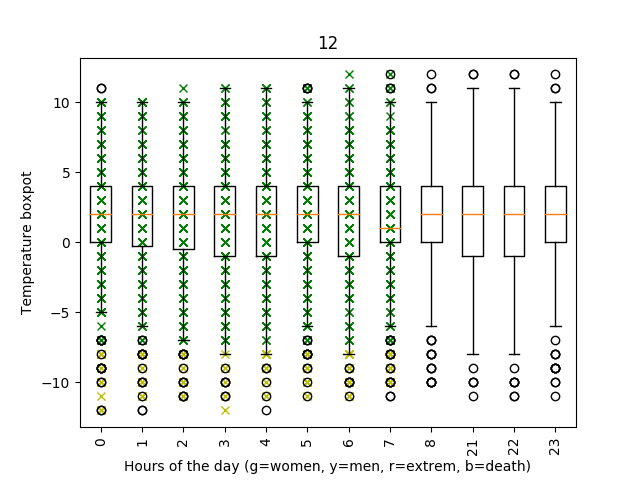 12
Temperature boxpot
10
5
0
−5
−10
0 1 2 3 4 5 6 7 8 21 22 23
Hours of the day (g=women, y=men, r=extrem, b=death)